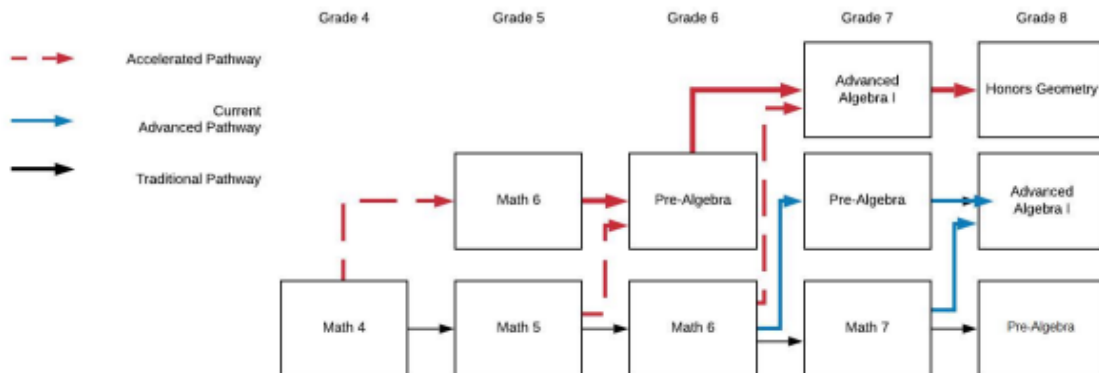 Grade 4 Grade 5 Grade 6 Grade 7 Grade 8
Accelerated Pathway
Current
Advanced Pathway
Traditional Pathway
Advanced
Algebra I
Honors Geometry
Math 6
Pre-Algebra
Pre-Algebra
Advanced
Algebra I
Math 4
Math 5
Math 6
Math 7
Pre-Algebra